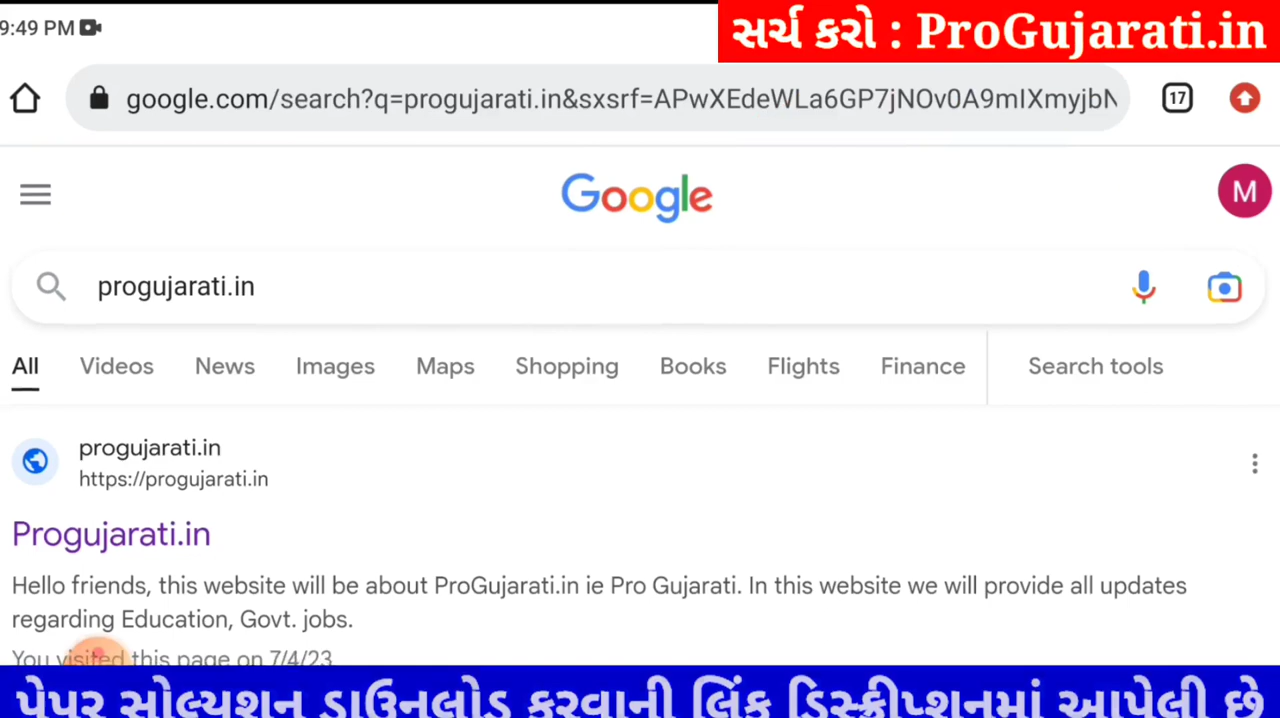 9:49 PM
સર્ચ કરો : ProGujarati.in
google.com/search?q=progujarati.in&sxsrf=APwXEdeWLa6GP7jNOv0A9mIXmyjbN
17
Google
M
progujarati.in
All Videos News Images Maps Shopping Books Flights Finance Search tools
progujarati.in
https://progujarati.in
Progujarati.in
Hello friends, this website will be about ProGujarati.in ie Pro Gujarati. In this website we will provide all updates
regarding Education, Govt. jobs.
You visited this page on 7/4/23
પેપર સોલ્યશન ડાઉનલોડ કરવાની લિંક ડિસ્ક્રીપ્શનમાં આપેલી છે